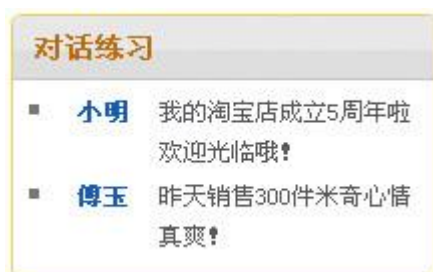 对话练习
小明 我的淘宝店成立5周年啦
欢迎光临哦!
傅玉 昨天销售300件米奇心情
真爽!